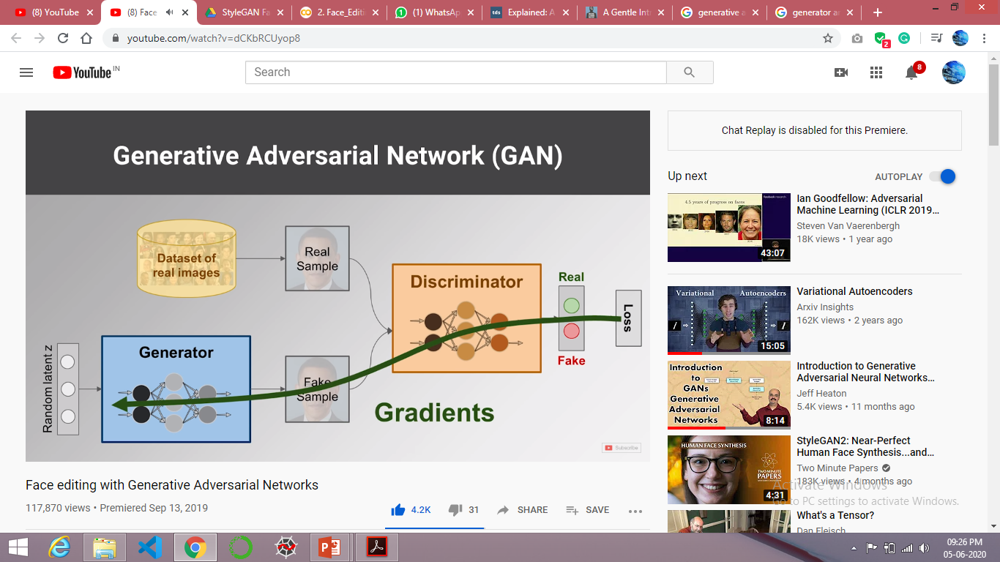 (8) YouTube
(8) Face
StyleGAN Fa
2. Face_Editi
(1) WhatsAp
tds
Explained: A
A Gentle Int
generative a
generator a
youtube.com/watch?v=dCKbRCUyop8
2
YouTube IN
Search
8
Generative Adversarial Network (GAN)
Dataset of
real images
Real
Sample
Discriminator
Real
Fake
Loss
Random latent z
Generator
Fake
Sample
Gradients
Subscribe
Face editing with Generative Adversarial Networks
117,870 views • Premiered Sep 13, 2019
4.2K
31
SHARE
SAVE
Chat Replay is disabled for this Premiere.
Up next
AUTOPLAY
4.5 years of progress on faces
facebook research
43:07
Ian Goodfellow: Adversarial
Machine Learning (ICLR 2019...
Steven Van Vaerenbergh
18K views • 1 year ago
Variational Autoencoders
/ /
15:05
Variational Autoencoders
Arxiv Insights
162K views • 2 years ago
Introduction
to
GANs
Generative
Adversarial
Networks
8:14
Introduction to Generative
Adversarial Neural Networks...
Jeff Heaton
5.4K views • 11 months ago
HUMAN FACE SYNTHESIS
TWO MINUTE
PAPERS
4:31
StyleGAN2: Near-Perfect
Human Face Synthesis...and...
Two Minute Papers
183K views • 4 months ago
Activate Windows
Go to PC settings to activate Windows.
What's a Tensor?
Dan Fleisch
09:26 PM
05-06-2020